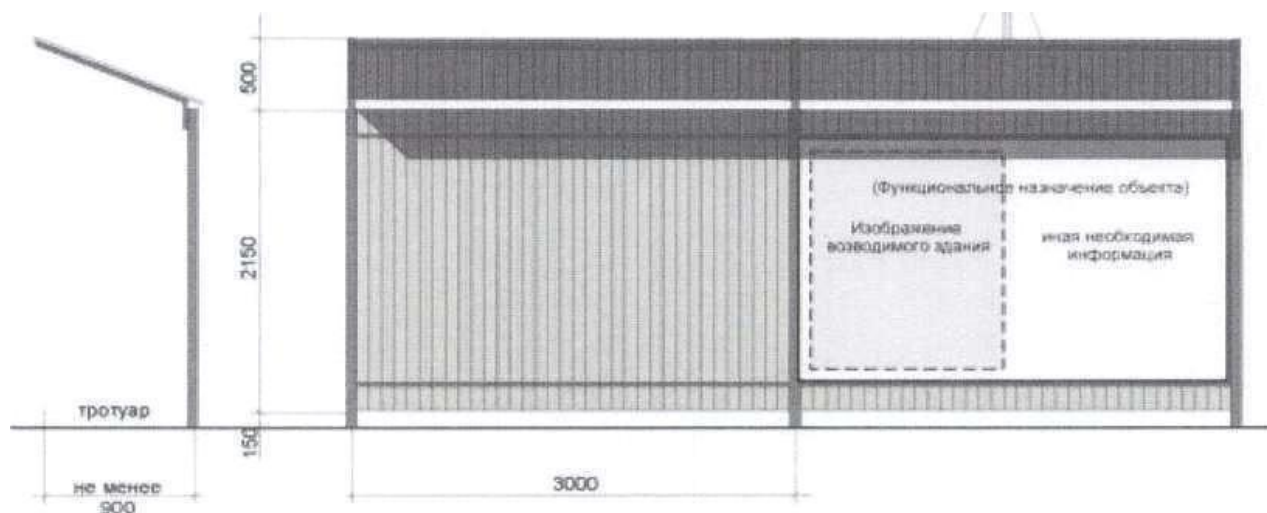 500
2150
150
тротуар
не менее
900
3000
(Функциональное назначение объекта)
Изображение
возводимого здания
иная необходимая
информация